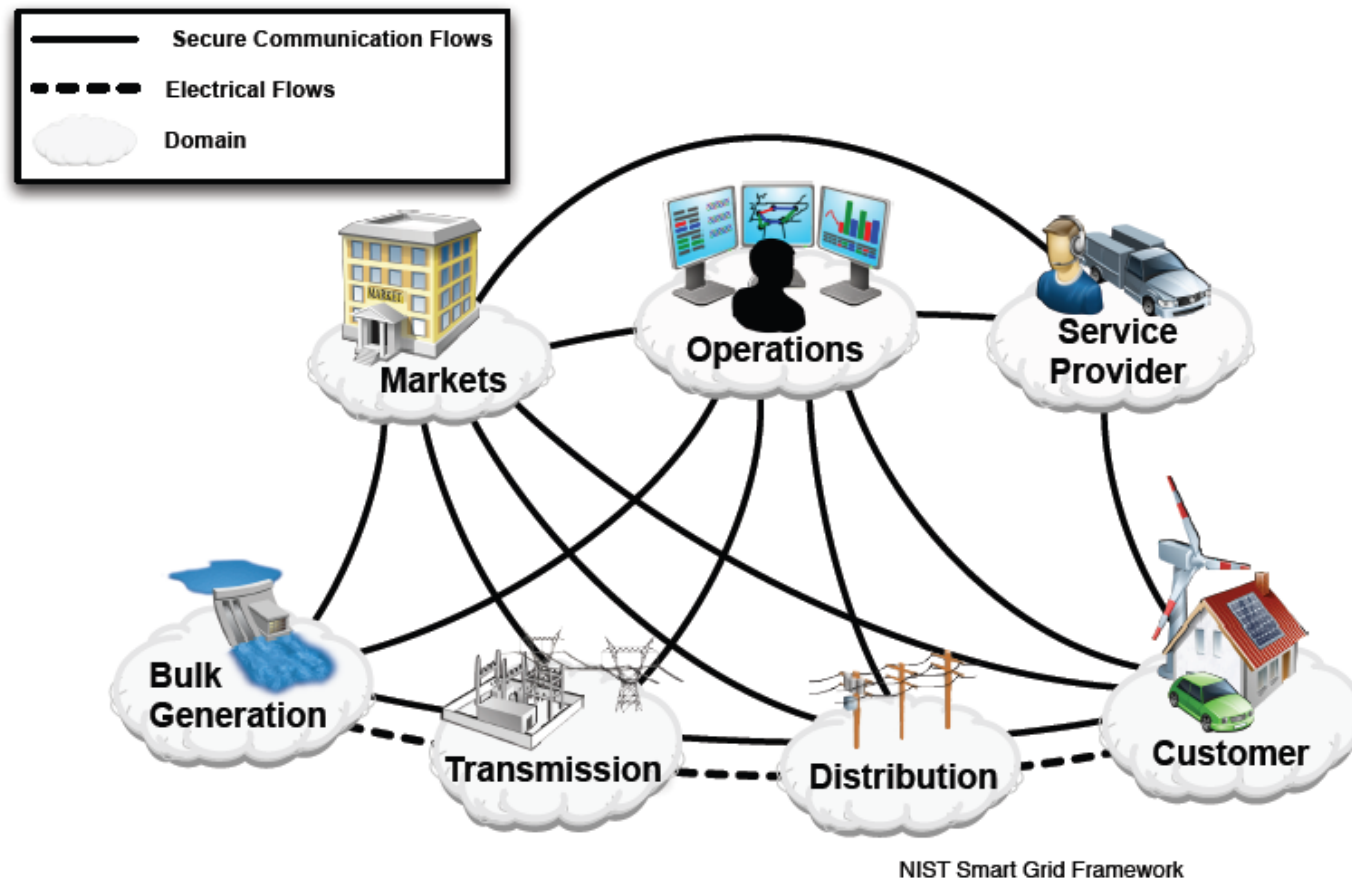 Secure Communication Flows
Electrical Flows
Domain
MARKET
Markets
Operations
Service
Provider
Bulk
Generation
Transmission
Distribution
Customer
NIST Smart Grid Framework